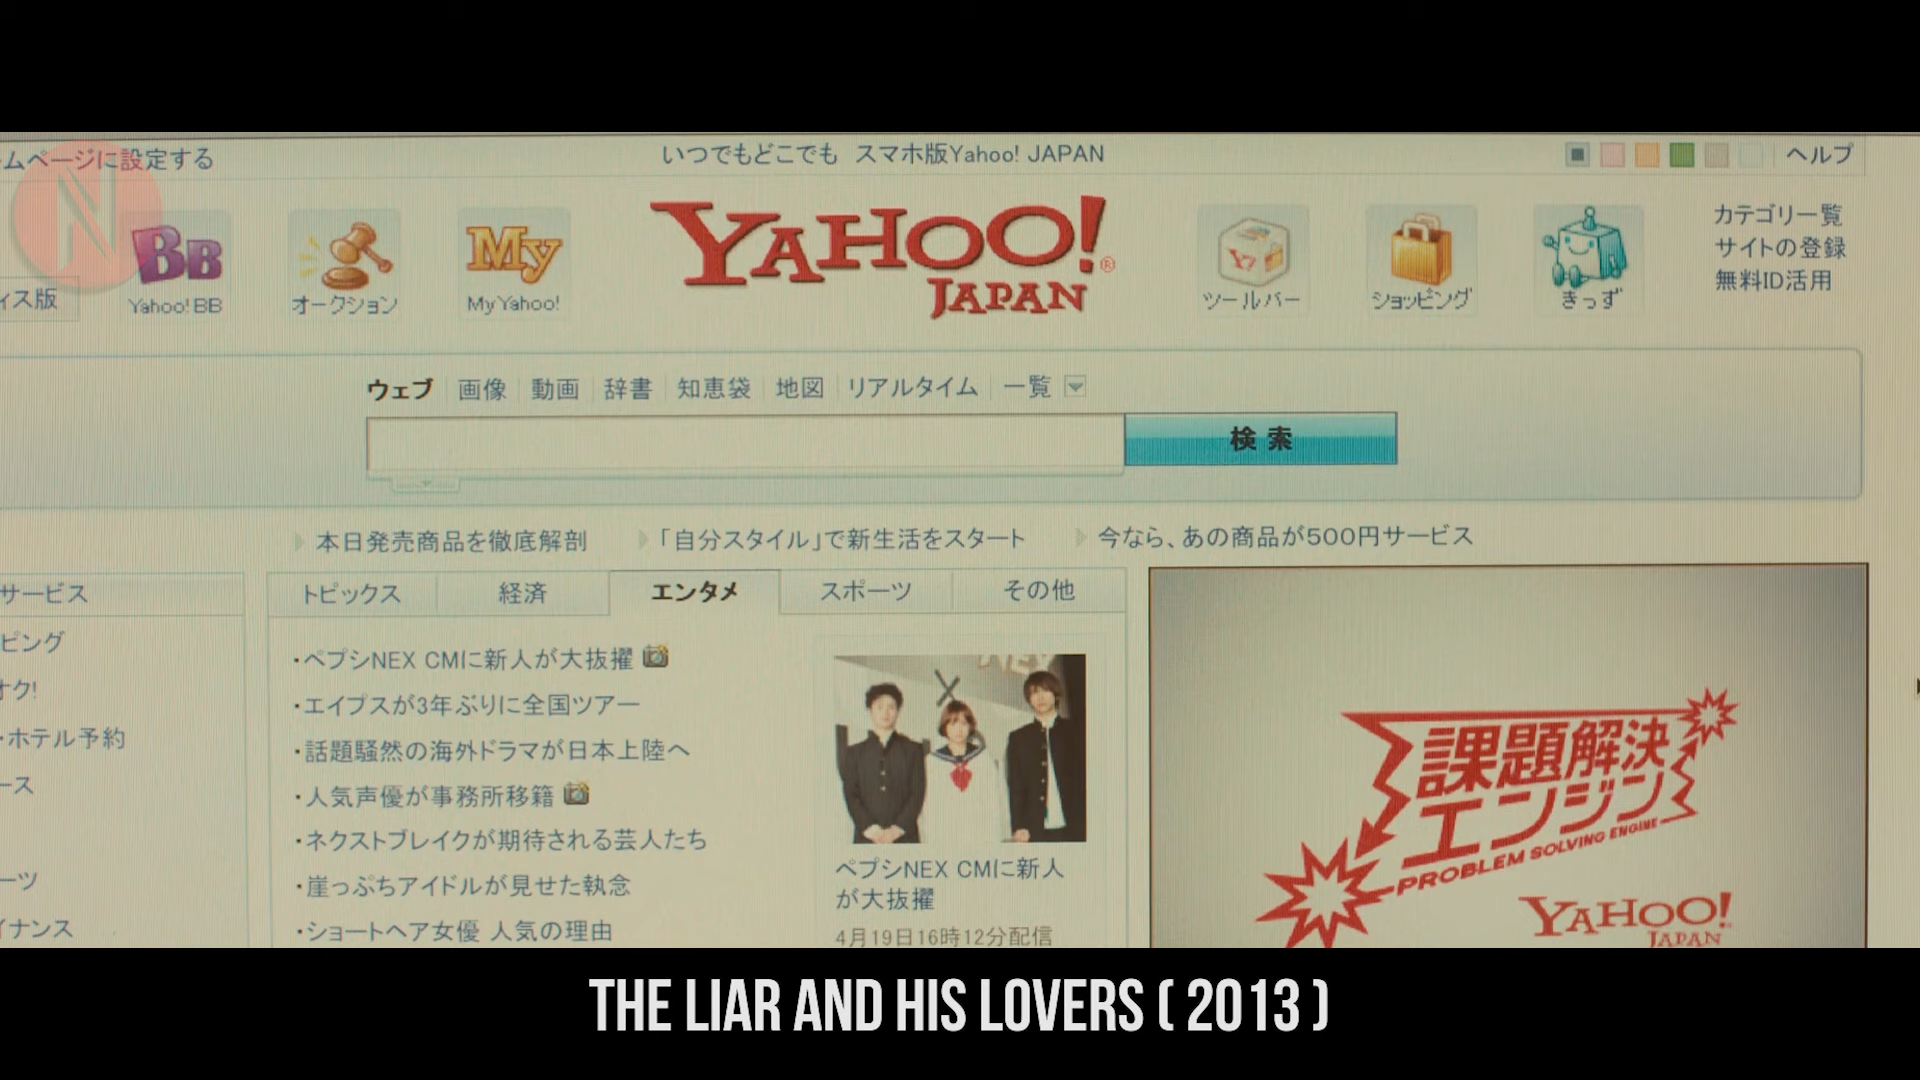 ムページに設定する
いつでもどこでも スマホ版Yahoo! JAPAN
ヘルプ
N
BB
Yahoo! BB
オークション
My
My Yahoo!
YAHOO!®
JAPAN
Y!
ツールバー
ショッピング
きっず
カテゴリ一覧
サイトの登録
無料ID活用
ィス版
ウェブ 画像 動画 辞書 知恵袋 地図 リアルタイム 一覧
検索
本日発売商品を徹底解剖 「自分スタイル」で新生活をスタート 今なら、あの商品が500円サービス
サービス
ピング
オク!
・ホテル予約
ース
ーツ
イナンス
トピックス 経済 エンタメ スポーツ その他
・ペプシNEX CMに新人が大抜擢
・エイプスが3年ぶりに全国ツアー
・話題騒然の海外ドラマが日本上陸へ
・人気声優が事務所移籍
・ネクストブレイクが期待される芸人たち
・崖っぷちアイドルが見せた執念
・ショートヘア女優 人気の理由
ペプシNEX CMに新人
が大抜擢
4月19日16時12分配信
課題解決
エンジン
PROBLEM SOLVING ENGINE
YAHOO!
JAPAN
THE LIAR AND HIS LOVERS ( 2013 )